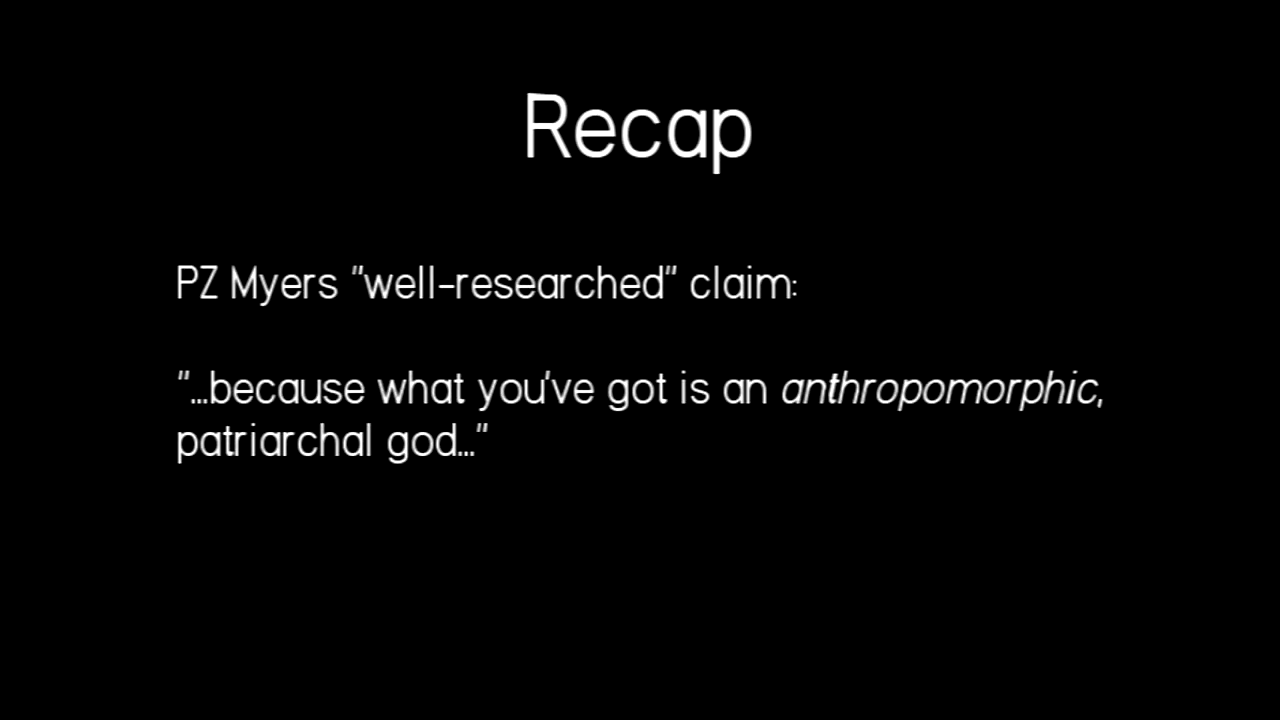 Recap
PZ Myers "well-researched" claim:
"...because what you've got is an anthropomorphic,
patriarchal god..."